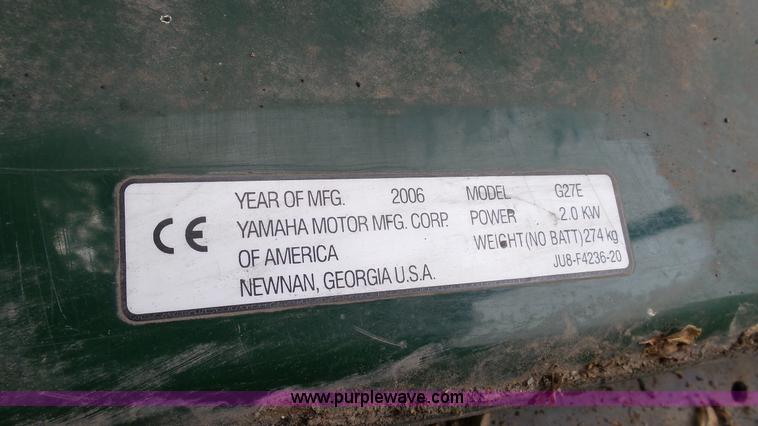 CE
YEAR OF MFG. 2006 MODEL G27E
YAMAHA MOTOR MFG. CORP. POWER 2.0 KW
OF AMERICA WEIGHT(NO BATT) 274 kg
NEWNAN, GEORGIA U.S.A. JU8-F4236-20
www.purplewave.com